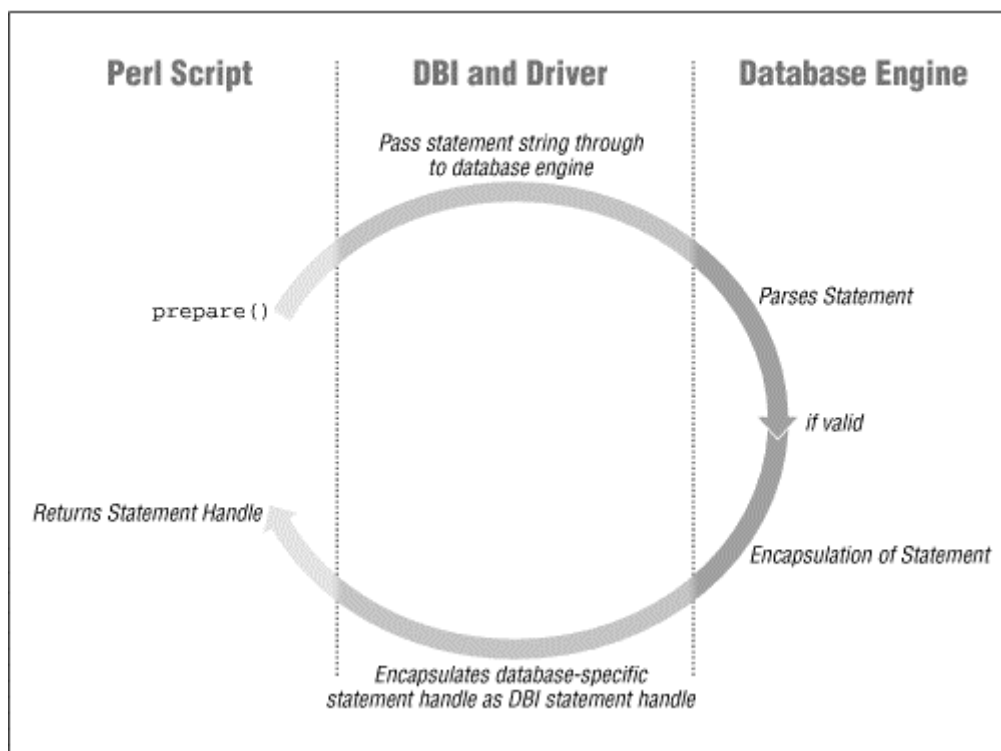 Perl Script
DBI and Driver
Database Engine
Pass statement string through
to database engine
prepare()
Parses Statement
if valid
Returns Statement Handle
Encapsulation of Statement
Encapsulates database-specific
statement handle as DBI statement handle